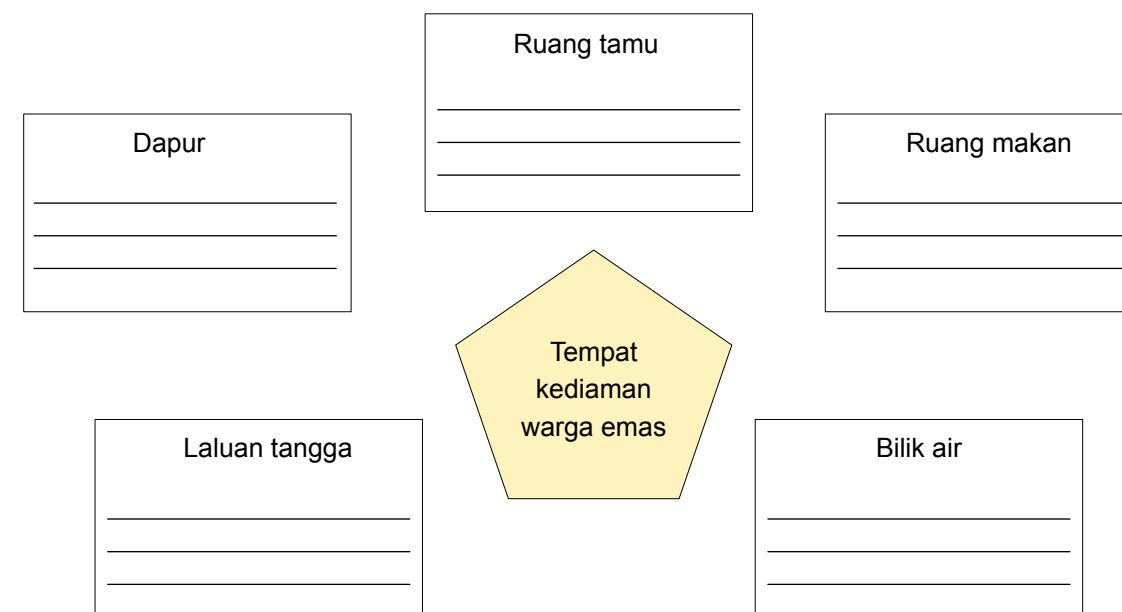 Ruang tamu
Dapur
Ruang makan
Tempat
kediaman
warga emas
Laluan tangga
Bilik air